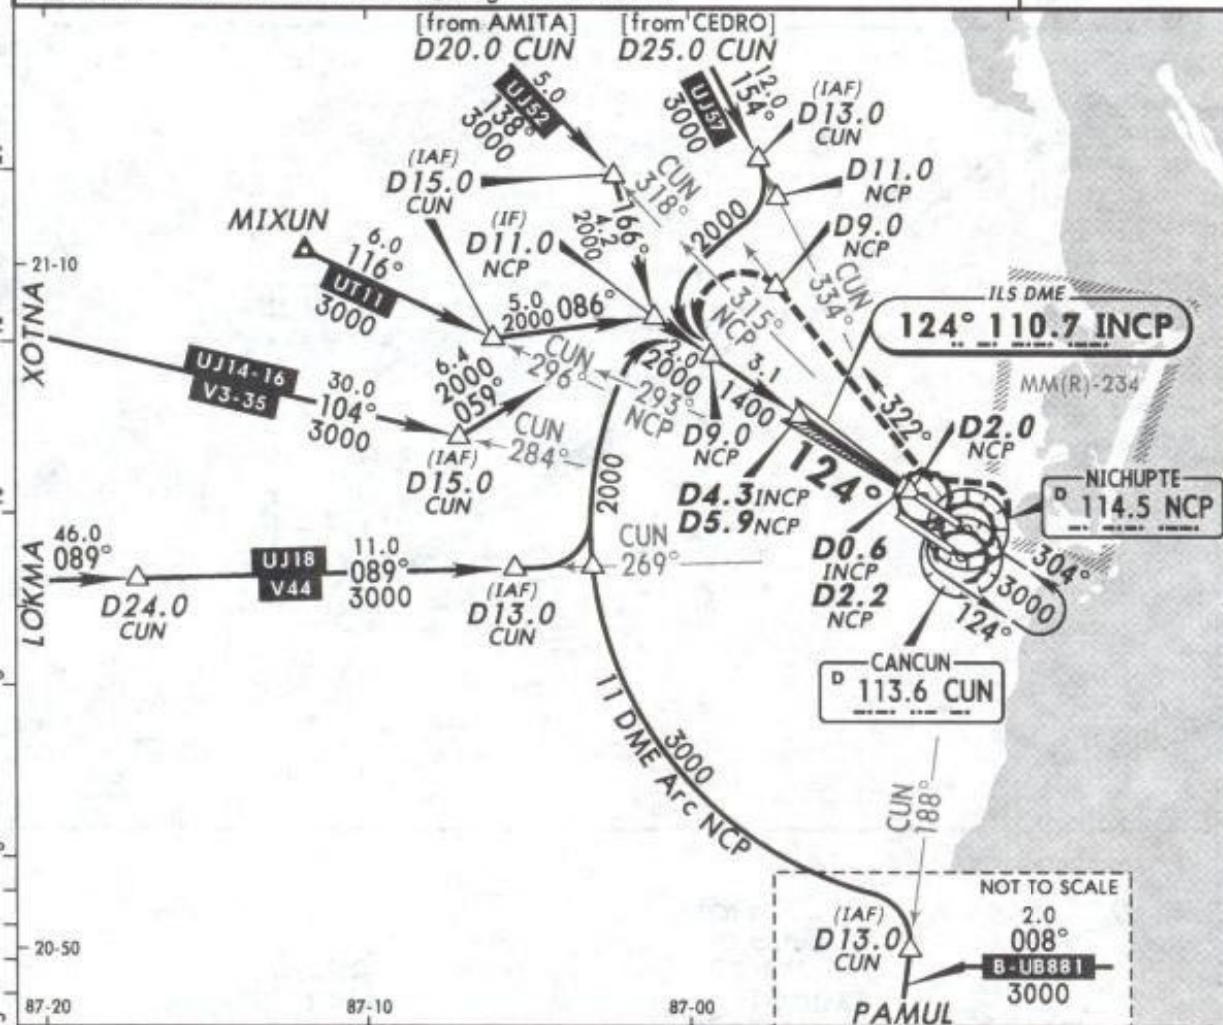 [from AMITA]
D20.0 CUN
[from CEDRO]
D25.0 CUN
5.0
UJ52
138°
3000
12.0
154°
UJ57
3000
(IAF)
D13.0
CUN
(IAF)
D15.0
CUN
CUN
318°
D11.0
NCP
MIXUN
(IF)
D11.0
NCP
166°
4.2
2000
2000
D9.0
NCP
6.0
116°
UT11
3000
21-10
5.0
2000
086°
315°
NCP
CUN
334°
ILS DME
124° 110.7 INCP
XOTNA
UJ14-16
V3-35
30.0
104°
3000
6.4
2000
059°
CUN
296°
2.0
2000
3.1
1400
MM(R)-234
293°
NCP
322°
CUN
284°
D9.0
NCP
D2.0
NCP
(IAF)
D15.0
CUN
124°
D4.3 INCP
D5.9 NCP
NICHUPTE
D 114.5 NCP
2000
46.0
089°
LOKMA
UJ18
V44
11.0
089°
3000
CUN
269°
D0.6
INCP
D2.2
NCP
304°
3000
124°
D24.0
CUN
(IAF)
D13.0
CUN
CANCUN
D 113.6 CUN
11 DME Arc NCP
3000
CUN
188°
NOT TO SCALE
(IAF)
D13.0
CUN
2.0
008°
B-UB881
3000
20-50
87-20
87-10
87-00
PAMUL